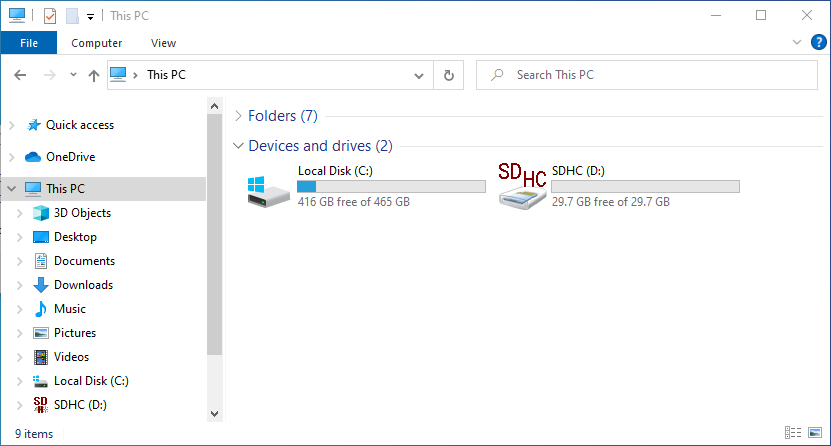 This PC
File Computer View
This PC
Search This PC
Quick access
OneDrive
This PC
3D Objects
Desktop
Documents
Downloads
Music
Pictures
Videos
Local Disk (C:)
SDHC (D:)
Folders (7)
Devices and drives (2)
Local Disk (C:)
416 GB free of 465 GB
SDHC
SDHC (D:)
29.7 GB free of 29.7 GB
9 items